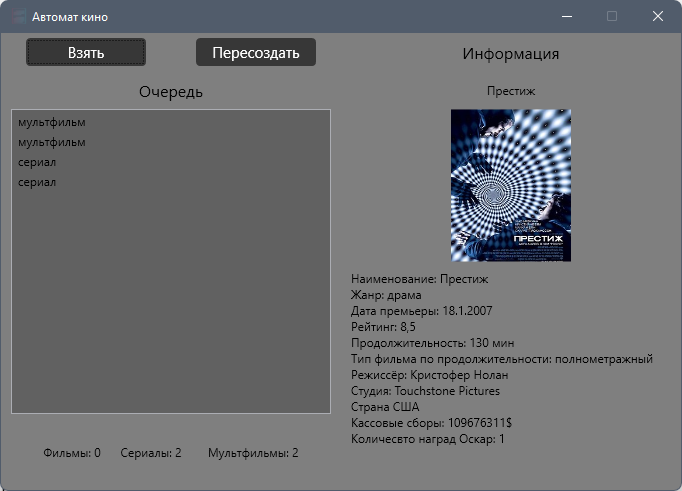 Автомат кино
Взять
Пересоздать
Очередь
мультфильм
мультфильм
сериал
сериал
Фильмы: 0 Сериалы: 2 Мультфильмы: 2
Информация
Престиж
ПРЕСТИЖ
Наименование: Престиж
Жанр: драма
Дата премьеры: 18.1.2007
Рейтинг: 8,5
Продолжительность: 130 мин
Тип фильма по продолжительности: полнометражный
Режиссёр: Кристофер Нолан
Студия: Touchstone Pictures
Страна США
Кассовые сборы: 109676311$
Количесвто наград Оскар: 1